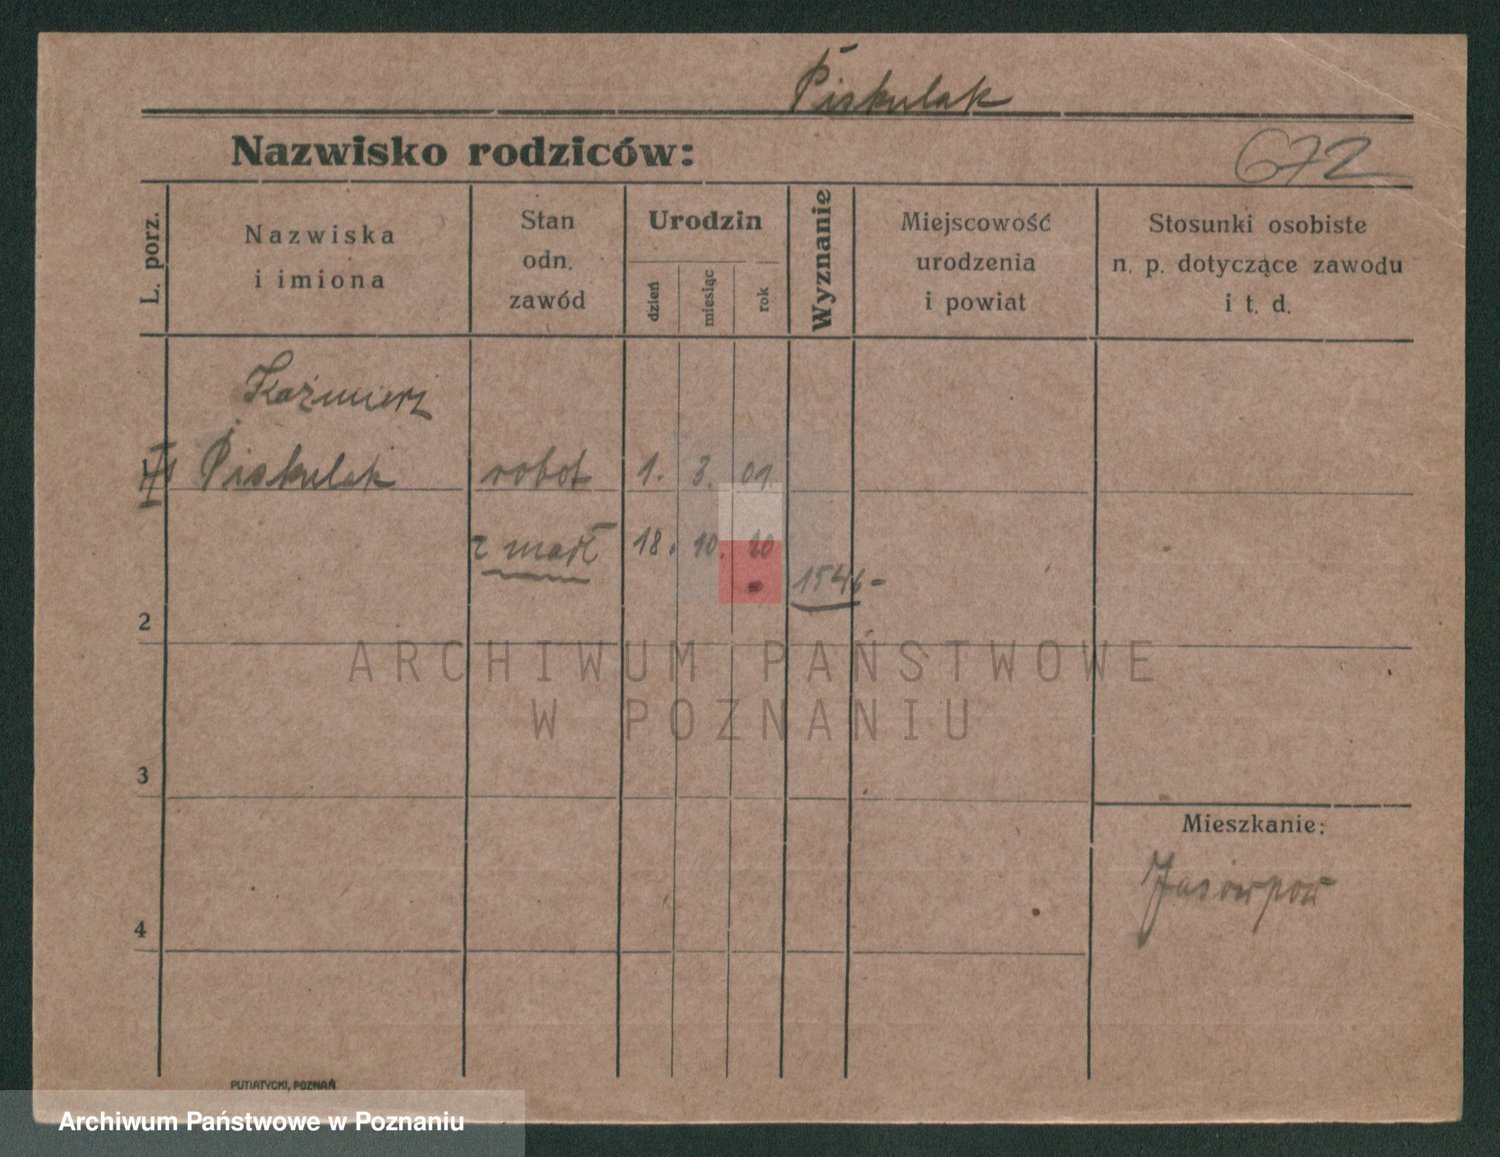 Piskulak
Nazwisko rodziców:
672
L. porz.
Nazwiska
i imiona
Stan
odn.
zawód
Urodzin
dzień
miesiąc
rok
Wyznanie
Miejscowość
urodzenia
i powiat
Stosunki osobiste
n. p. dotyczące zawodu
i t. d.
Kaźmierz
1 Piskulak robot 1. 3. 01.
zmarł 18. 10. 20
1546-
2
ARCHIWUM PAŃSTWOWE
W POZNANIU
3
Mieszkanie:
4
PUTIATYCKI, POZNAŃ
Archiwum Państwowe w Poznaniu